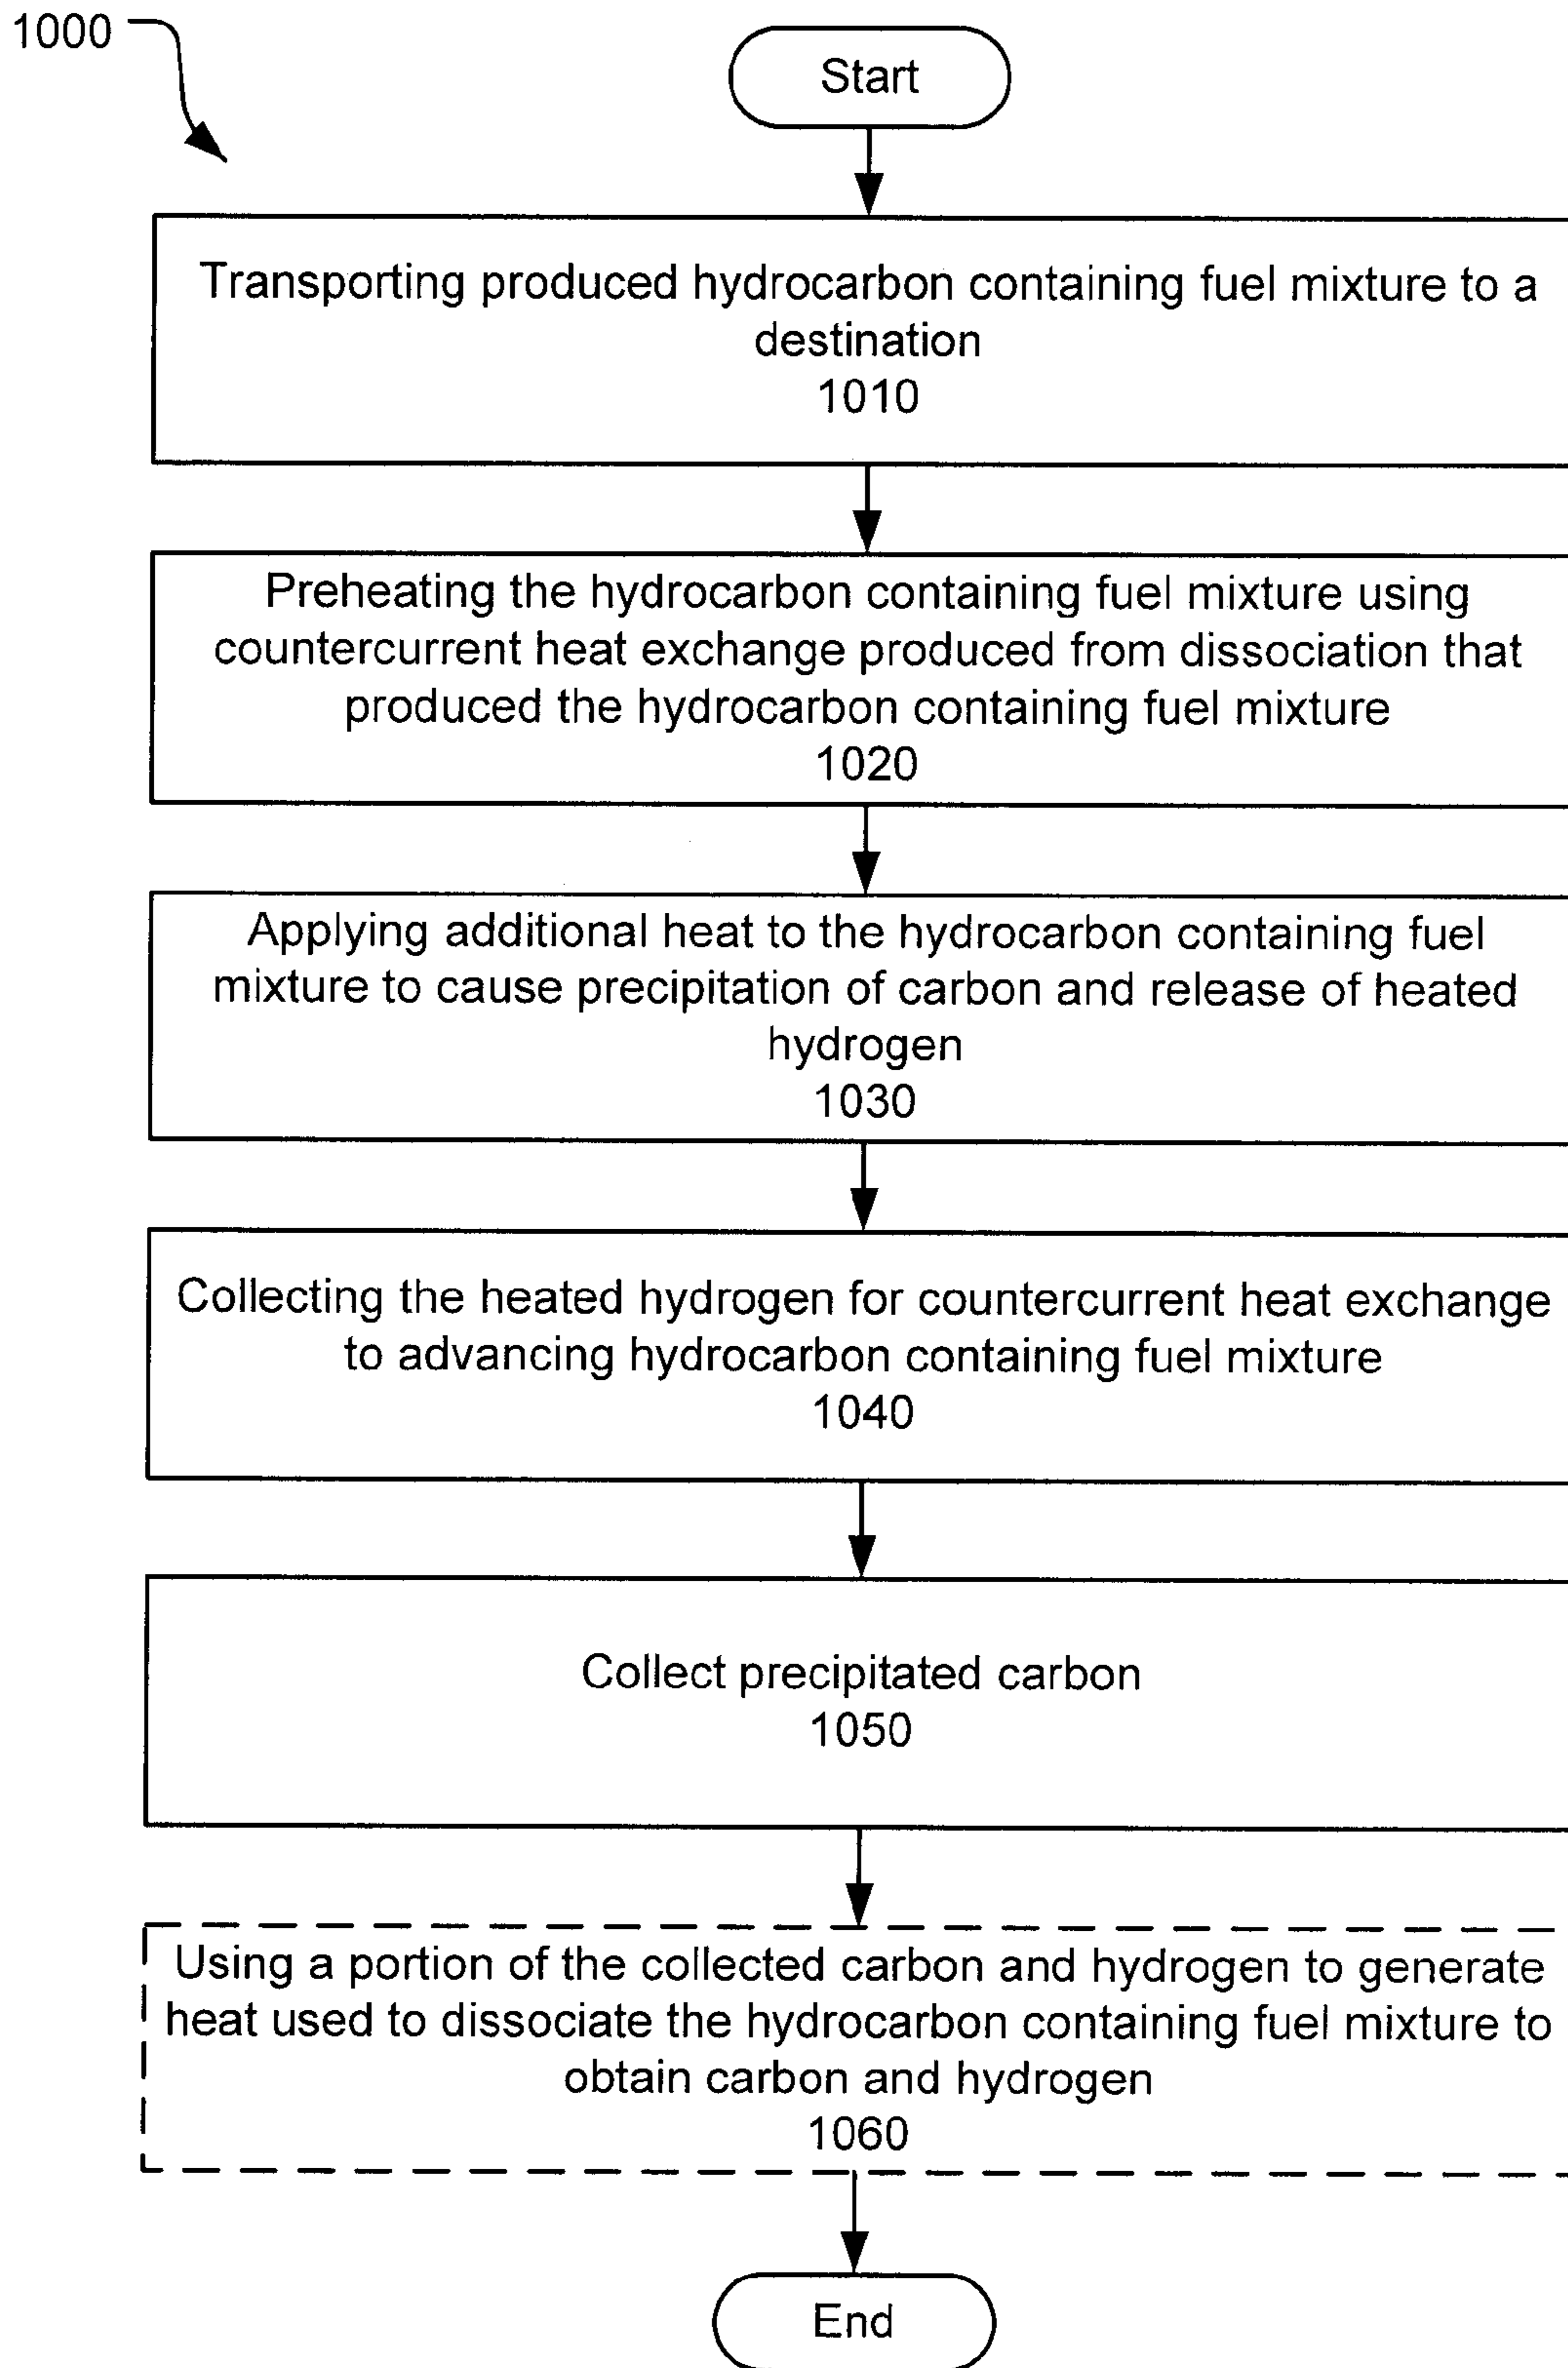 1000
Start
Transporting produced hydrocarbon containing fuel mixture to a
destination
1010
Preheating the hydrocarbon containing fuel mixture using
countercurrent heat exchange produced from dissociation that
produced the hydrocarbon containing fuel mixture
1020
Applying additional heat to the hydrocarbon containing fuel
mixture to cause precipitation of carbon and release of heated
hydrogen
1030
Collecting the heated hydrogen for countercurrent heat exchange
to advancing hydrocarbon containing fuel mixture
1040
Collect precipitated carbon
1050
Using a portion of the collected carbon and hydrogen to generate
heat used to dissociate the hydrocarbon containing fuel mixture to
obtain carbon and hydrogen
1060
End